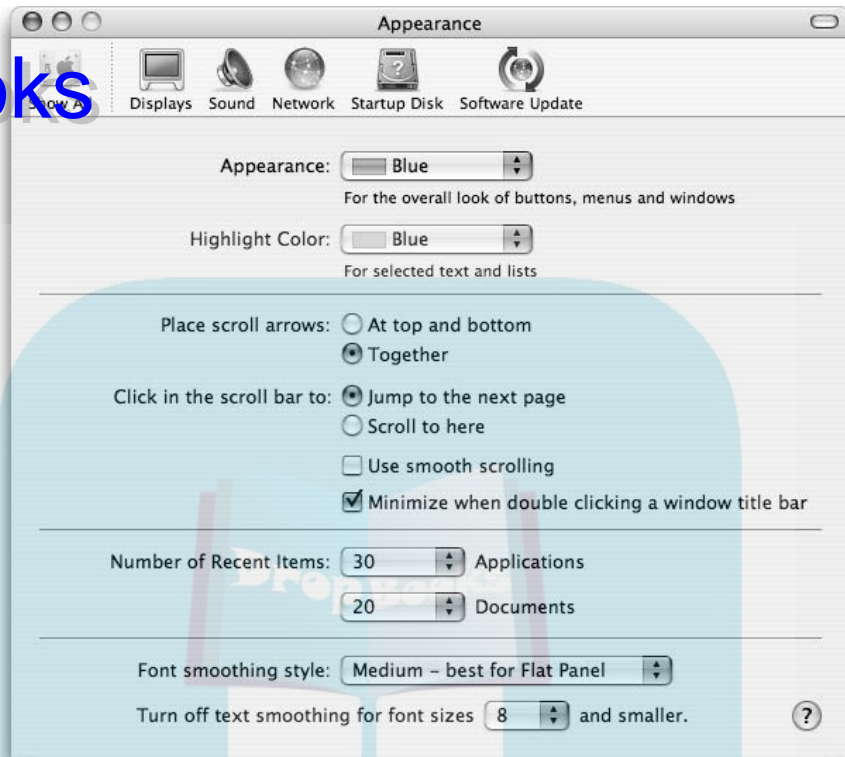 Appearance
oks
Show All
Displays Sound Network Startup Disk Software Update
Appearance: Blue
For the overall look of buttons, menus and windows
Highlight Color: Blue
For selected text and lists
Place scroll arrows: At top and bottom
Together
Click in the scroll bar to: Jump to the next page
Scroll to here
Use smooth scrolling
Minimize when double clicking a window title bar
Number of Recent Items: 30 Applications
DropBooks
20 Documents
Font smoothing style: Medium – best for Flat Panel
Turn off text smoothing for font sizes 8 and smaller. ?